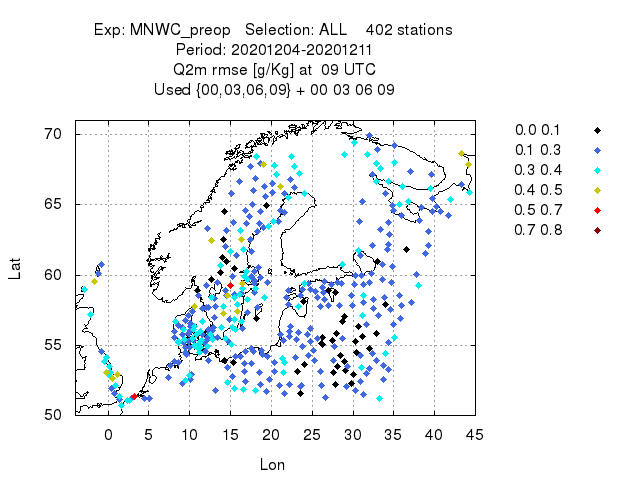 Exp: MNWC_preop   Selection: ALL    402 stations
Period: 20201204-20201211
Q2m rmse [g/Kg] at  09 UTC
Used {00,03,06,09} + 00 03 06 09
0.0 0.1
0.1 0.3
0.3 0.4
0.4 0.5
0.5 0.7
0.7 0.8
70
65
60
55
50
Lat
0 5 10 15 20 25 30 35 40 45
Lon